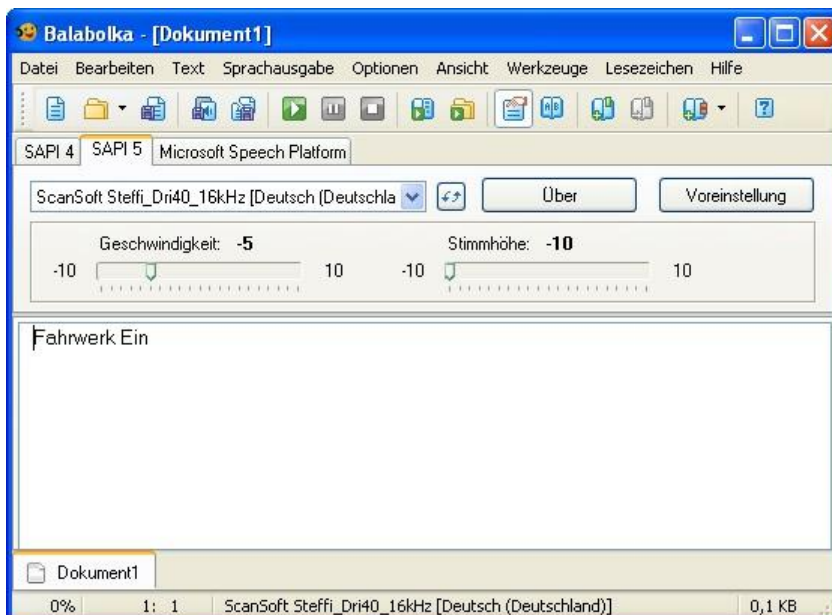 Balabolka - [Dokument1]
Datei Bearbeiten Text Sprachausgabe Optionen Ansicht Werkzeuge Lesezeichen Hilfe
SAPI 4 SAPI 5 Microsoft Speech Platform
ScanSoft Steffi_Dri40_16kHz [Deutsch (Deutschla Über Voreinstellung
Geschwindigkeit: -5 Stimmhöhe: -10
-10 10 -10 10
Fahrwerk Ein
Dokument1
0% 1: 1 ScanSoft Steffi_Dri40_16kHz [Deutsch (Deutschland)] 0,1 KB